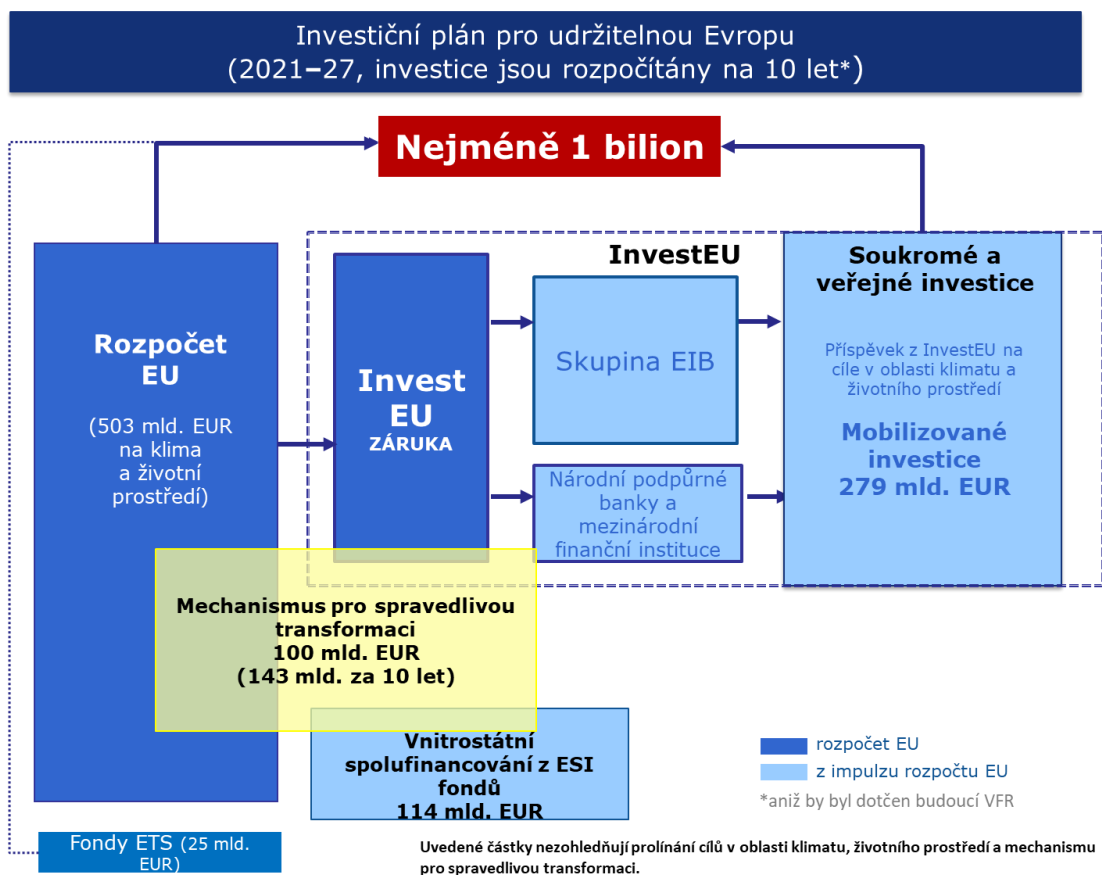 Investiční plán pro udržitelnou Evropu
(2021–27, investice jsou rozpočítány na 10 let*)
Nejméně 1 bilion
Rozpočet
EU
(503 mld. EUR
na klima
a životní
prostředí)
InvestEU
Invest
EU
ZÁRUKA
Skupina EIB
Národní podpůrné
banky a
mezinárodní
finanční instituce
Soukromé a
veřejné investice
Příspěvek z InvestEU na
cíle v oblasti klimatu a
životního prostředí
Mobilizované
investice
279 mld. EUR
Mechanismus pro spravedlivou
transformaci
100 mld. EUR
(143 mld. za 10 let)
Vnitrostátní
spolufinancování z ESI
fondů
114 mld. EUR
rozpočet EU
z impulzu rozpočtu EU
*aniž by byl dotčen budoucí VFR
Fondy ETS (25 mld.
EUR)
Uvedené částky nezohledňují prolínání cílů v oblasti klimatu, životního prostředí a mechanismu
pro spravedlivou transformaci.